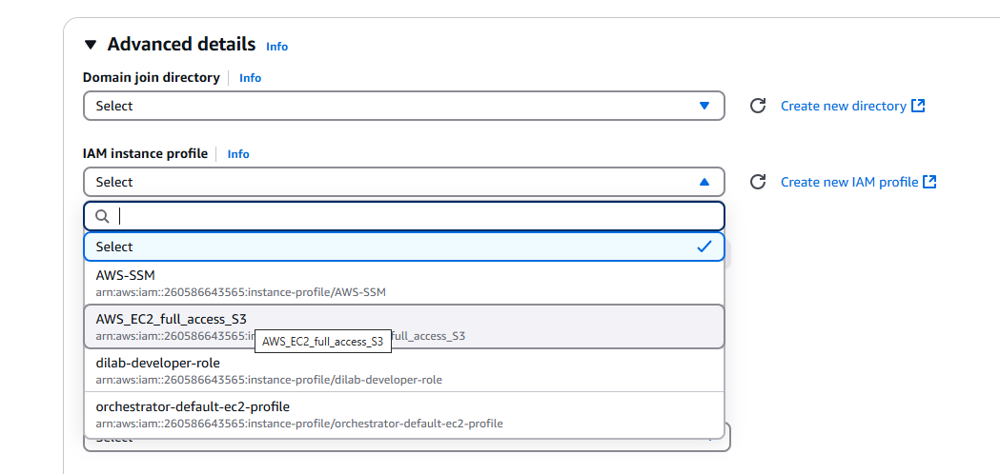 Advanced details Info
Domain join directory Info
Select
Create new directory
IAM instance profile Info
Select
Create new IAM profile
Select
AWS-SSM
arn:aws:iam::260586643565:instance-profile/AWS-SSM
AWS_EC2_full_access_S3
arn:aws:iam::260586643565:in full_access_S3
AWS_EC2_full_access_S3
dilab-developer-role
arn:aws:iam::260586643565:instance-profile/dilab-developer-role
orchestrator-default-ec2-profile
arn:aws:iam::260586643565:instance-profile/orchestrator-default-ec2-profile
Select